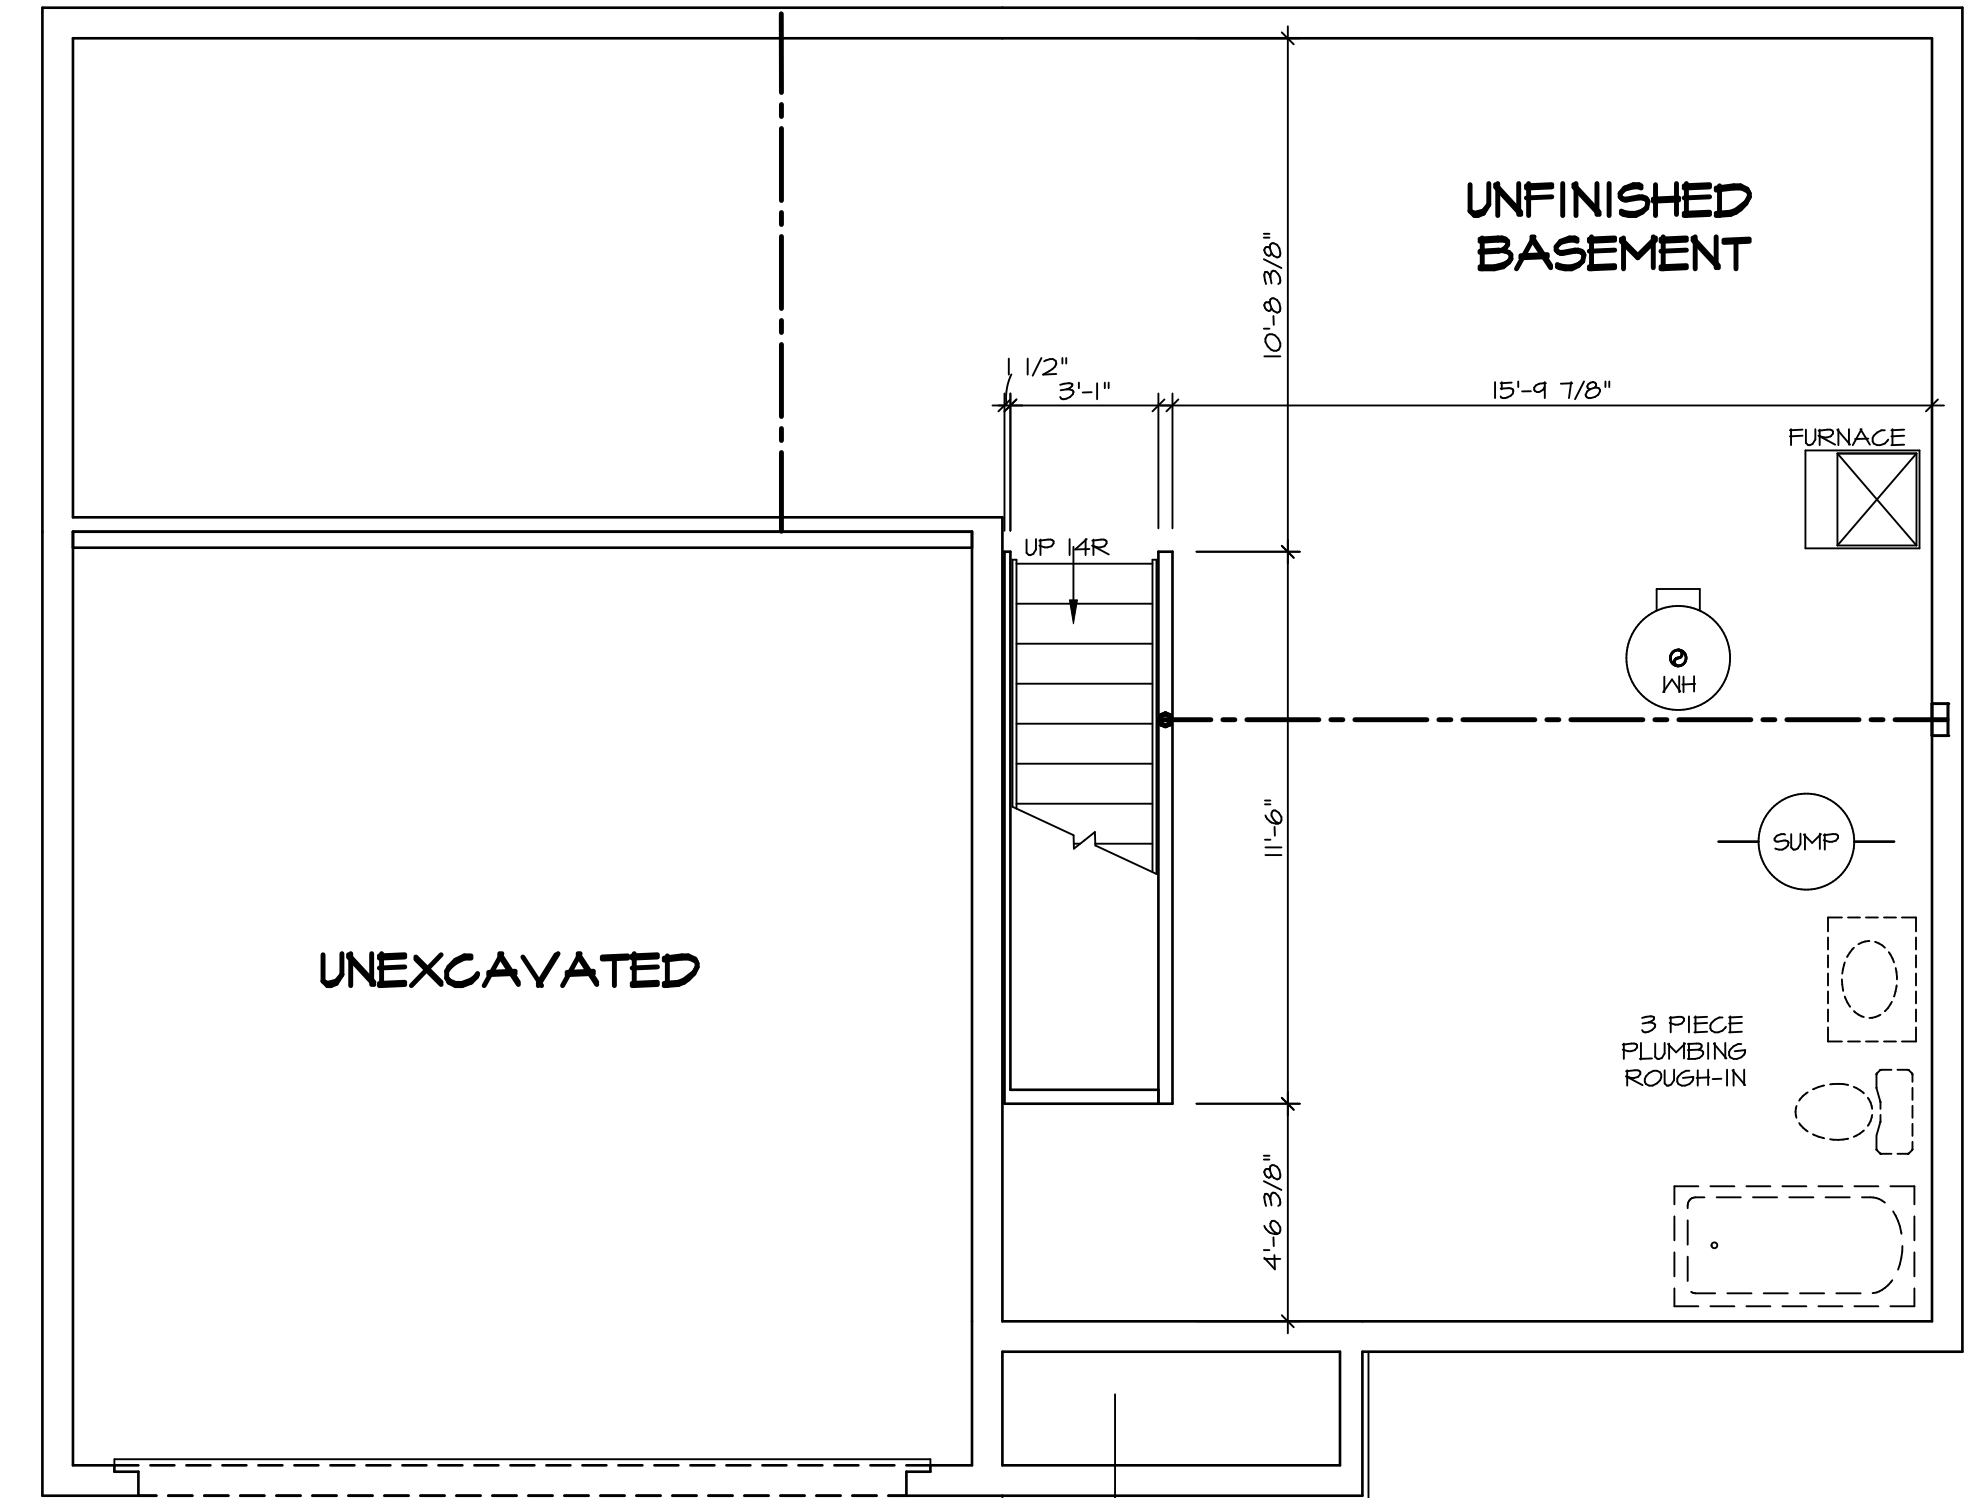 UNFINISHED
BASEMENT
10'-8 3/8"
1 1/2"
3'-1"
15'-9 7/8"
FURNACE
UP 14R
WH
11'-6"
SUMP
UNEXCAVATED
3 PIECE
PLUMBING
ROUGH-IN
4'-6 3/8"